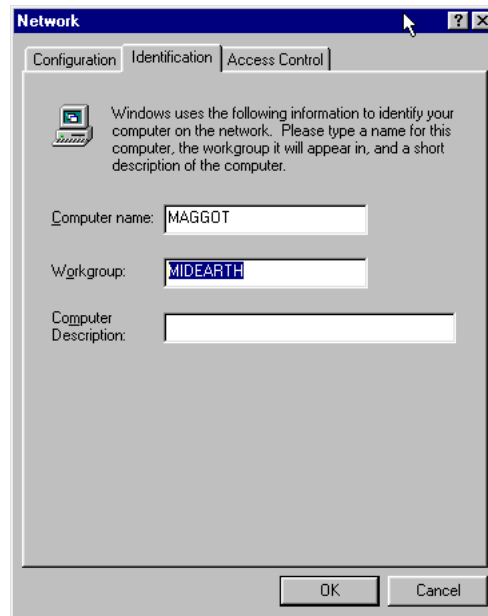 Network
Configuration Identification Access Control
Windows uses the following information to identify your
computer on the network. Please type a name for this
computer, the workgroup it will appear in, and a short
description of the computer.
Computer name: MAGGOT
Workgroup: MIDEARTH
Computer
Description:
OK Cancel